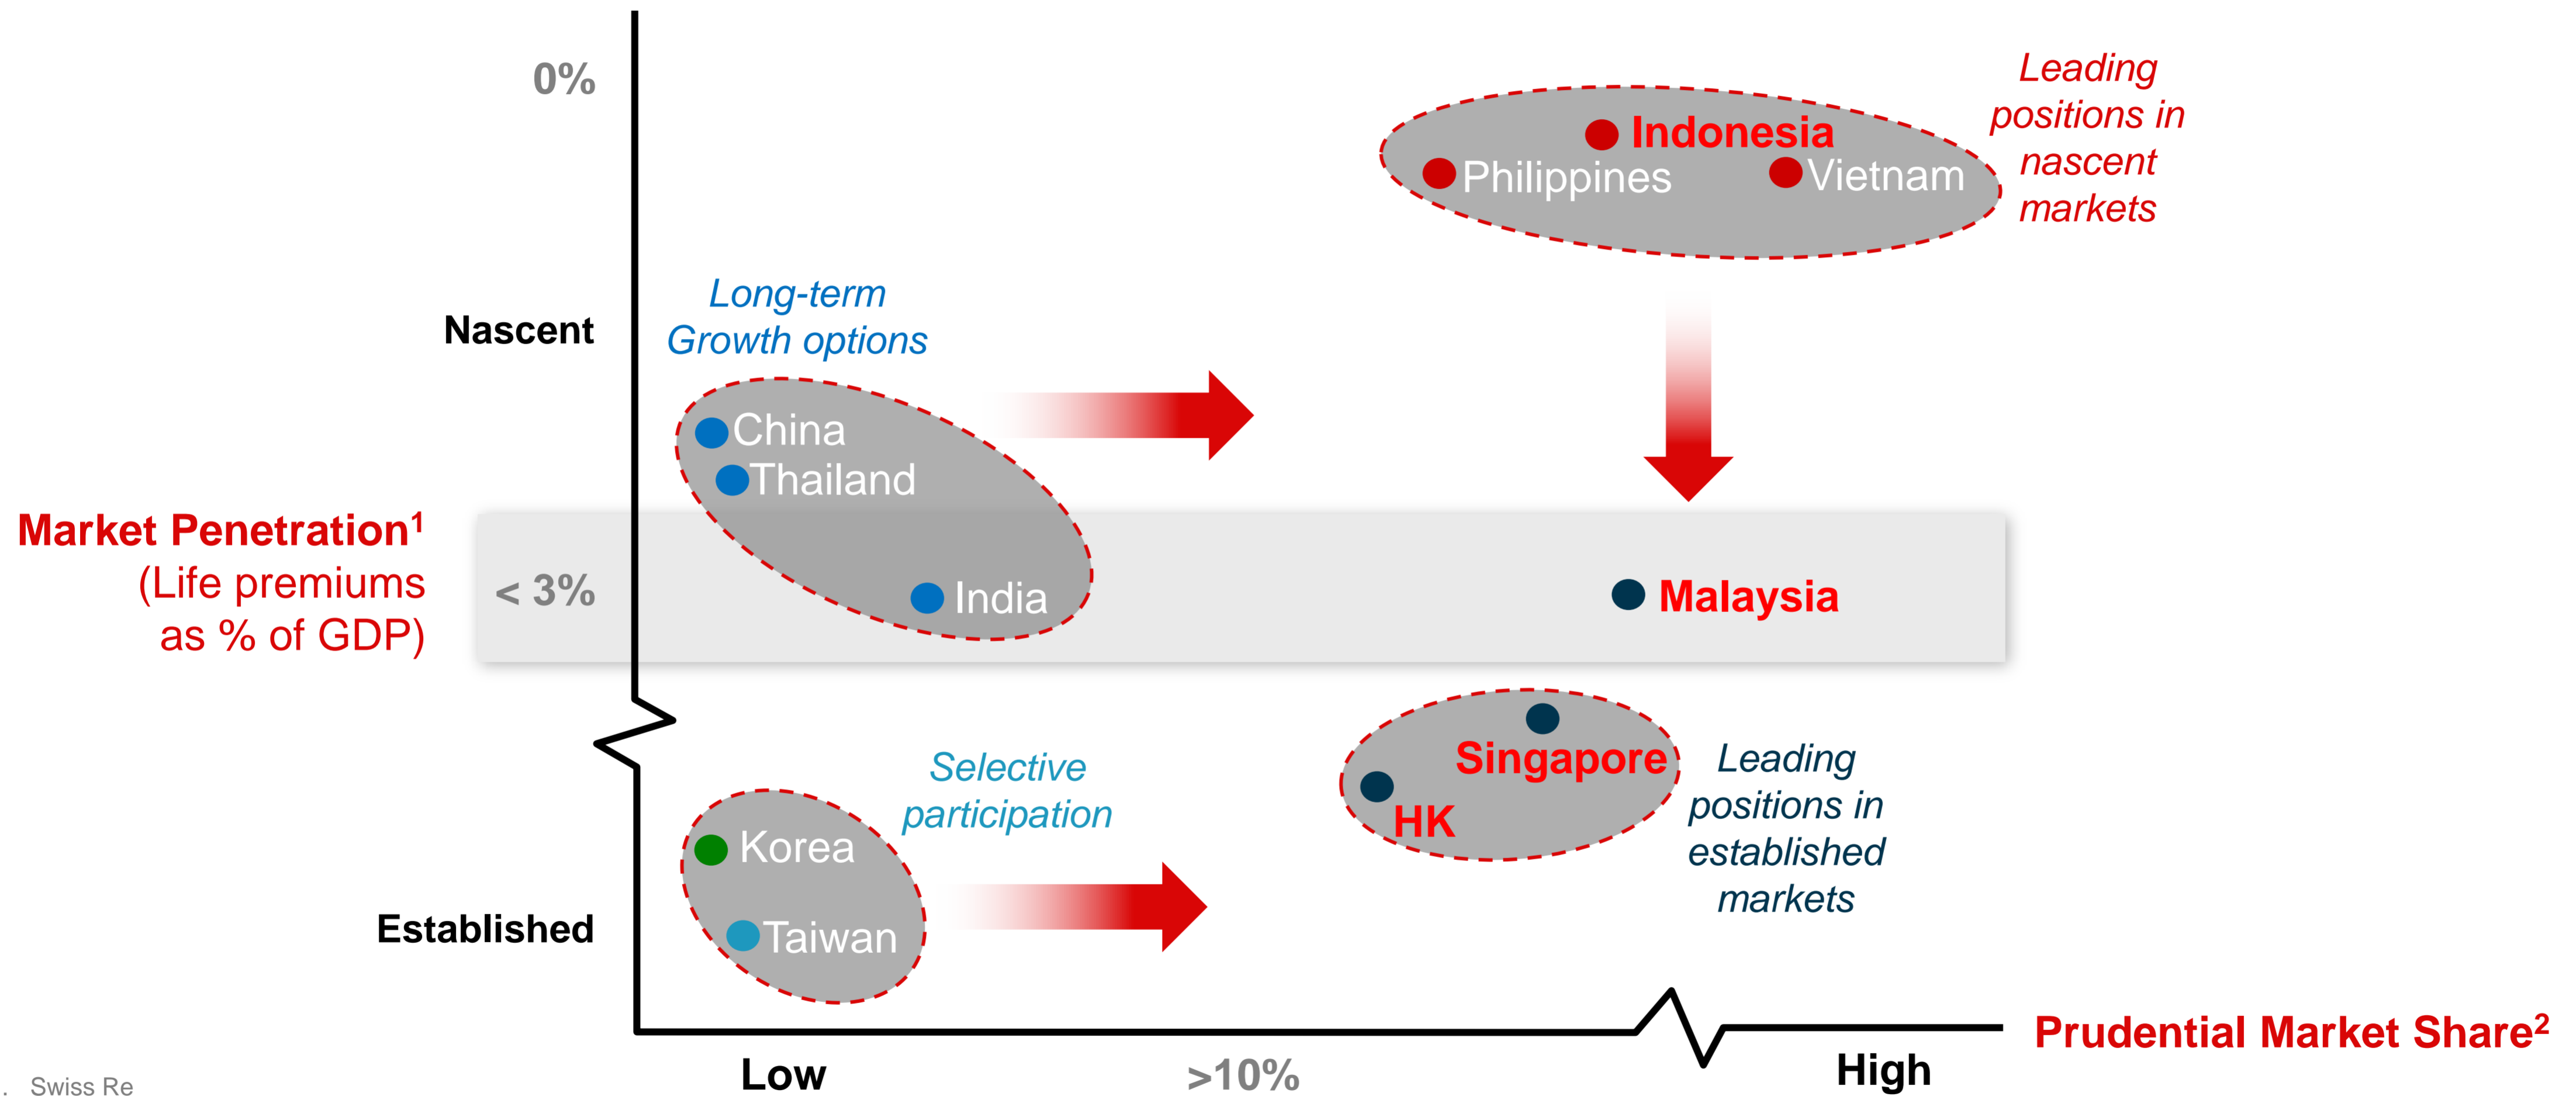 0%
Leading
positions in
nascent
markets
Indonesia
Philippines
Vietnam
Long-term
Growth options
Nascent
China
Thailand
Market Penetration¹
(Life premiums
as % of GDP)
< 3%
India
Malaysia
Singapore
HK
Leading
positions in
established
markets
Selective
participation
Korea
Taiwan
Established
Prudential Market Share²
Low
>10%
High
. Swiss Re